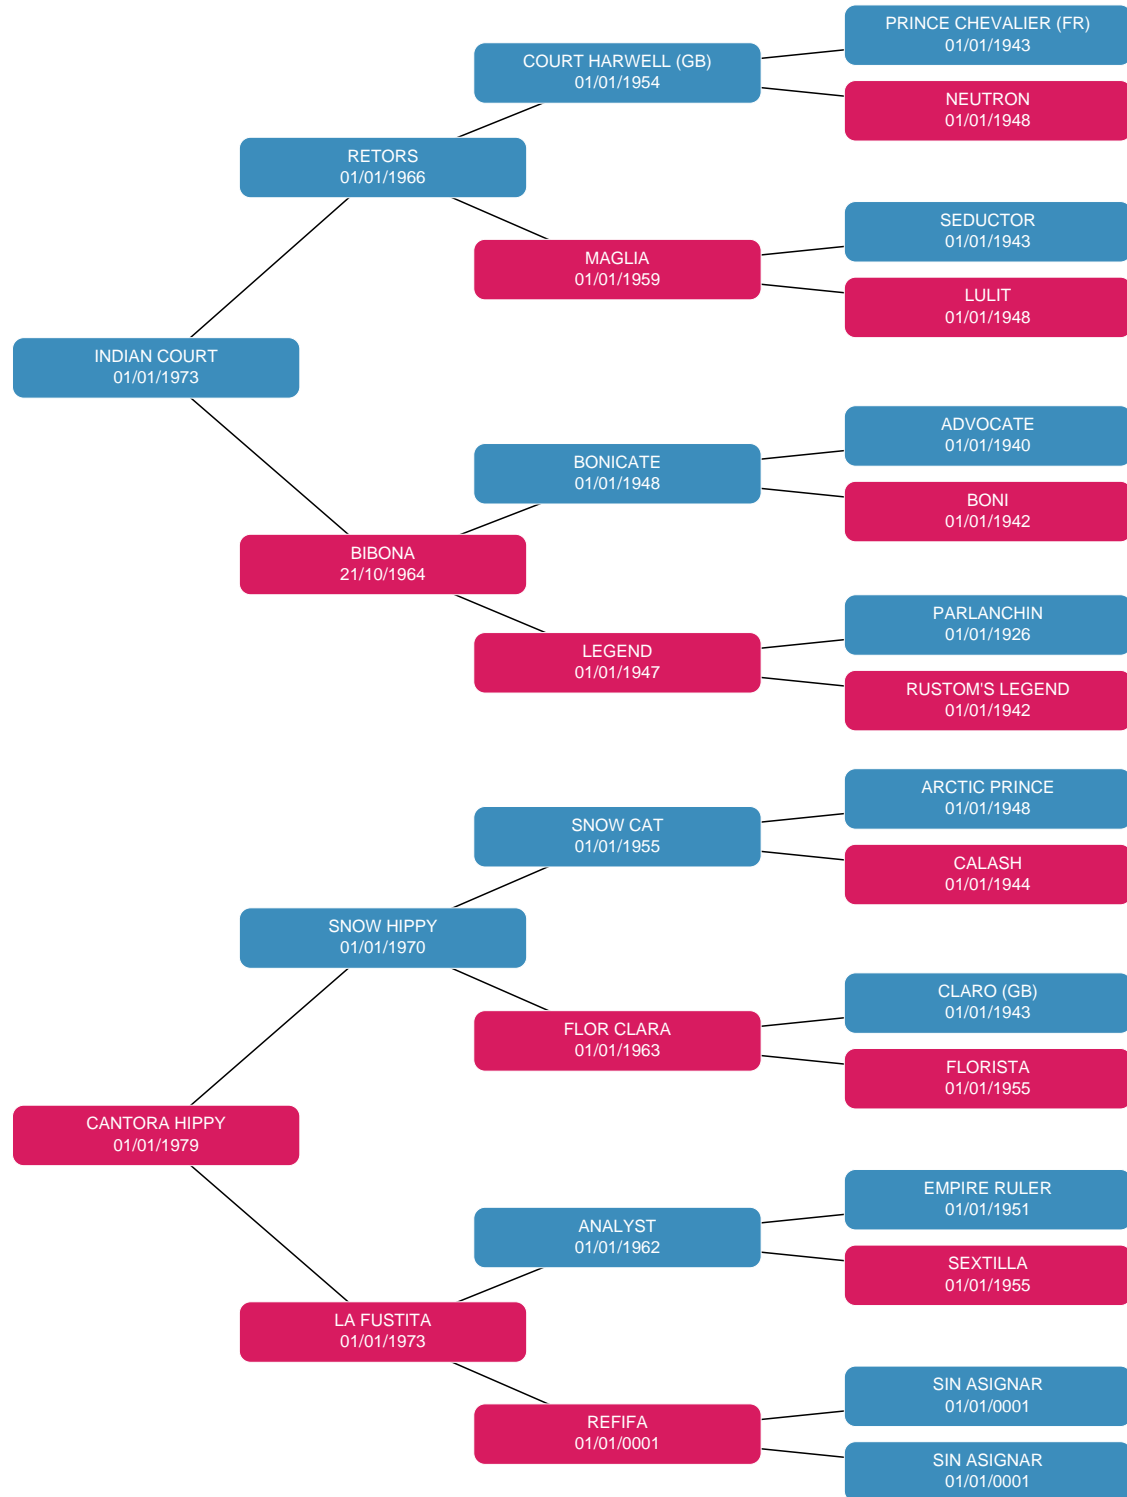 PRINCE CHEVALIER (FR)
01/01/1943
COURT HARWELL (GB)
01/01/1954
NEUTRON
01/01/1948
RETORS
01/01/1966
SEDUCTOR
01/01/1943
MAGLIA
01/01/1959
LULIT
01/01/1948
INDIAN COURT
01/01/1973
ADVOCATE
01/01/1940
BONICATE
01/01/1948
BONI
01/01/1942
BIBONA
21/10/1964
PARLANCHIN
01/01/1926
LEGEND
01/01/1947
RUSTOM'S LEGEND
01/01/1942
ARCTIC PRINCE
01/01/1948
SNOW CAT
01/01/1955
CALASH
01/01/1944
SNOW HIPPY
01/01/1970
CLARO (GB)
01/01/1943
FLOR CLARA
01/01/1963
FLORISTA
01/01/1955
CANTORA HIPPY
01/01/1979
EMPIRE RULER
01/01/1951
ANALYST
01/01/1962
SEXTILLA
01/01/1955
LA FUSTITA
01/01/1973
SIN ASIGNAR
01/01/0001
REFIFA
01/01/0001
SIN ASIGNAR
01/01/0001